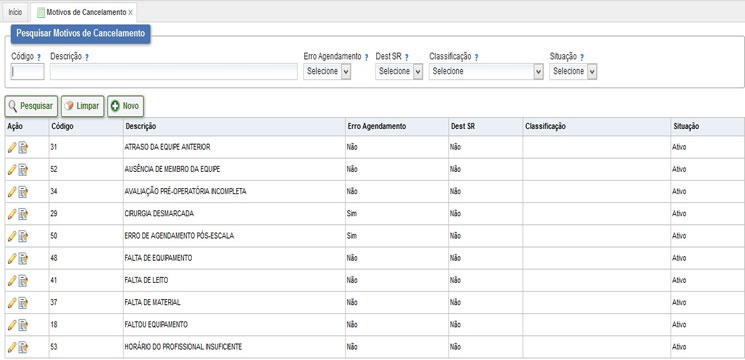 Início Motivos de Cancelamento X
Pesquisar Motivos de Cancelamento
Código ? Descrição ? Erro Agendamento ? Dest SR ? Classificação ? Situação ?
Selecione Selecione Selecione Selecione
Pesquisar Limpar Novo
Ação Código Descrição Erro Agendamento Dest SR Classificação Situação
31 ATRASO DA EQUIPE ANTERIOR Não Não Ativo
52 AUSÊNCIA DE MEMBRO DA EQUIPE Não Não Ativo
34 AVALIAÇÃO PRÉ-OPERATÓRIA INCOMPLETA Não Não Ativo
29 CIRURGIA DESMARCADA Sim Não Ativo
50 ERRO DE AGENDAMENTO PÓS-ESCALA Sim Não Ativo
48 FALTA DE EQUIPAMENTO Não Não Ativo
41 FALTA DE LEITO Não Não Ativo
37 FALTA DE MATERIAL Não Não Ativo
18 FALTOU EQUIPAMENTO Não Não Ativo
53 HORÁRIO DO PROFISSIONAL INSUFICIENTE Não Não Ativo